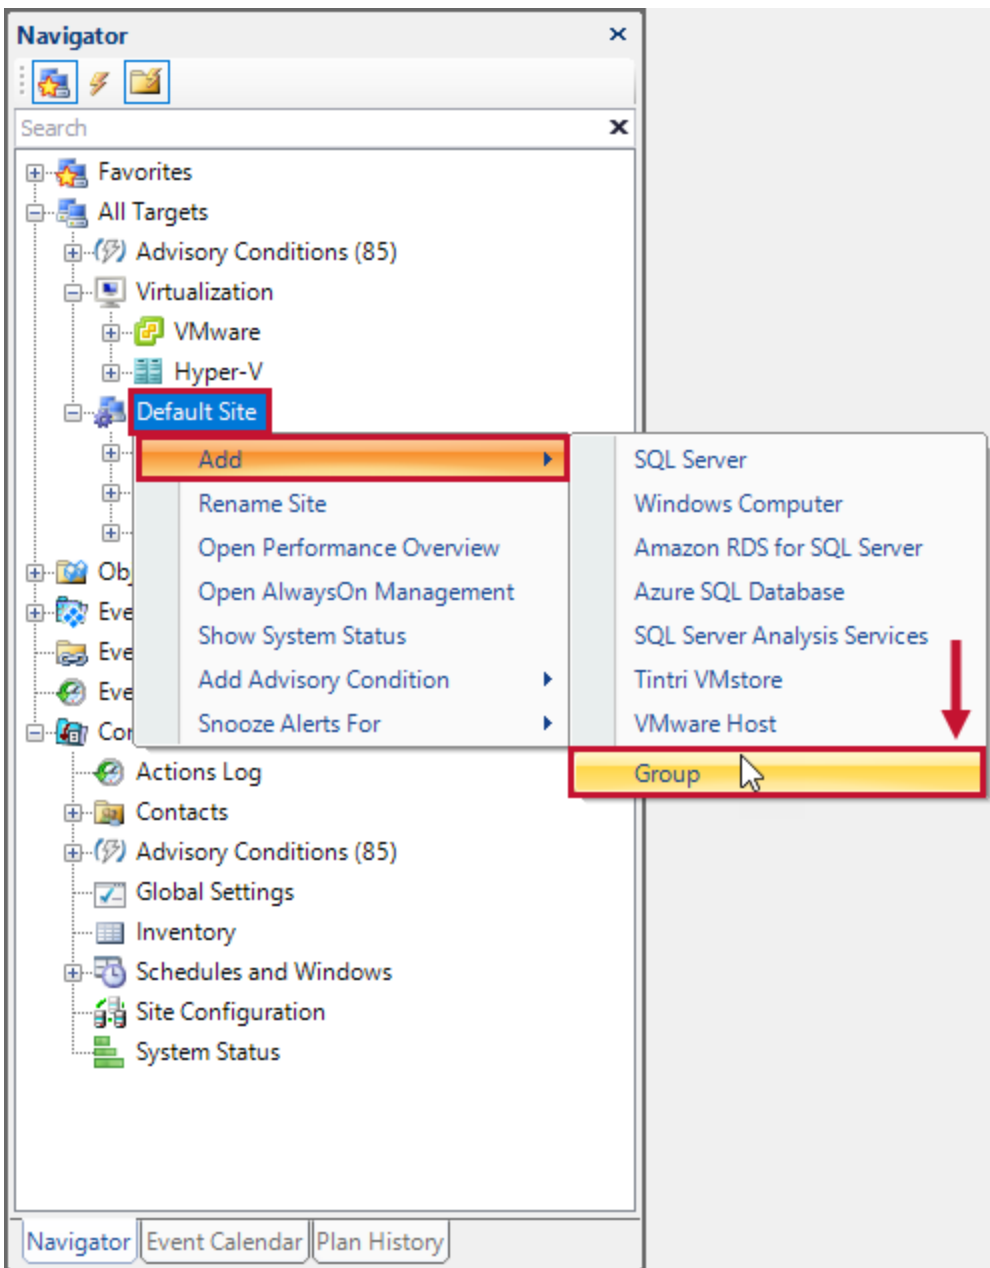 Navigator
Search
Favorites
All Targets
Advisory Conditions (85)
Virtualization
VMware
Hyper-V
Default Site
Add
Rename Site
Open Performance Overview
Open AlwaysOn Management
Show System Status
Add Advisory Condition
Snooze Alerts For
SQL Server
Windows Computer
Amazon RDS for SQL Server
Azure SQL Database
SQL Server Analysis Services
Tintri VMstore
VMware Host
Group
Actions Log
Contacts
Advisory Conditions (85)
Global Settings
Inventory
Schedules and Windows
Site Configuration
System Status
Navigator
Event Calendar
Plan History